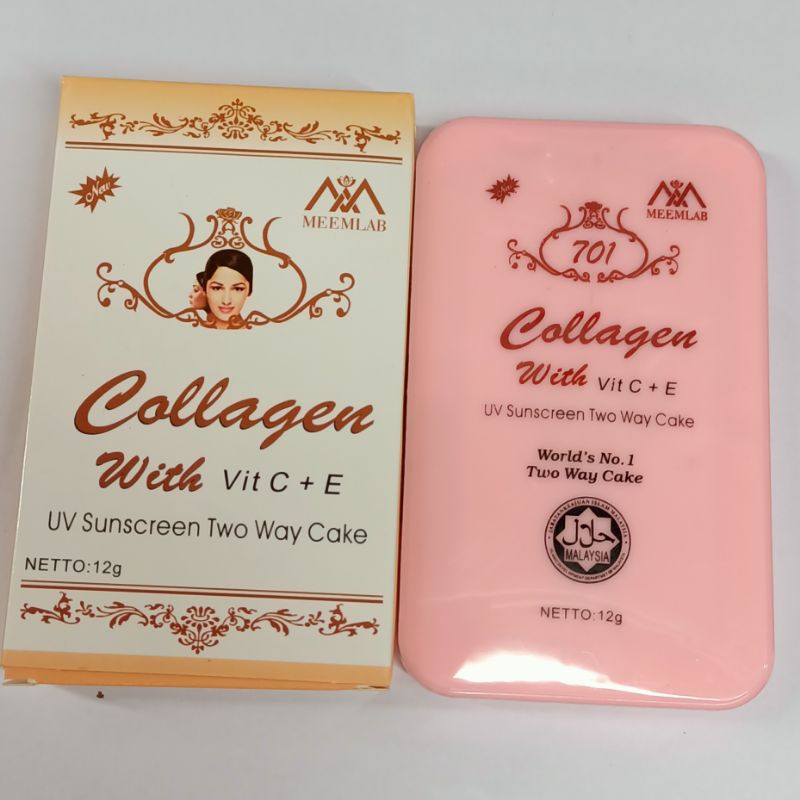 New
MEEMLAB
Collagen
With Vit C + E
UV Sunscreen Two Way Cake
NETTO:12g
New
MEEMLAB
701
Collagen
With Vit C + E
UV Sunscreen Two Way Cake
World's No.1
Two Way Cake
حلال
MALAYSIA
NETTO:12g